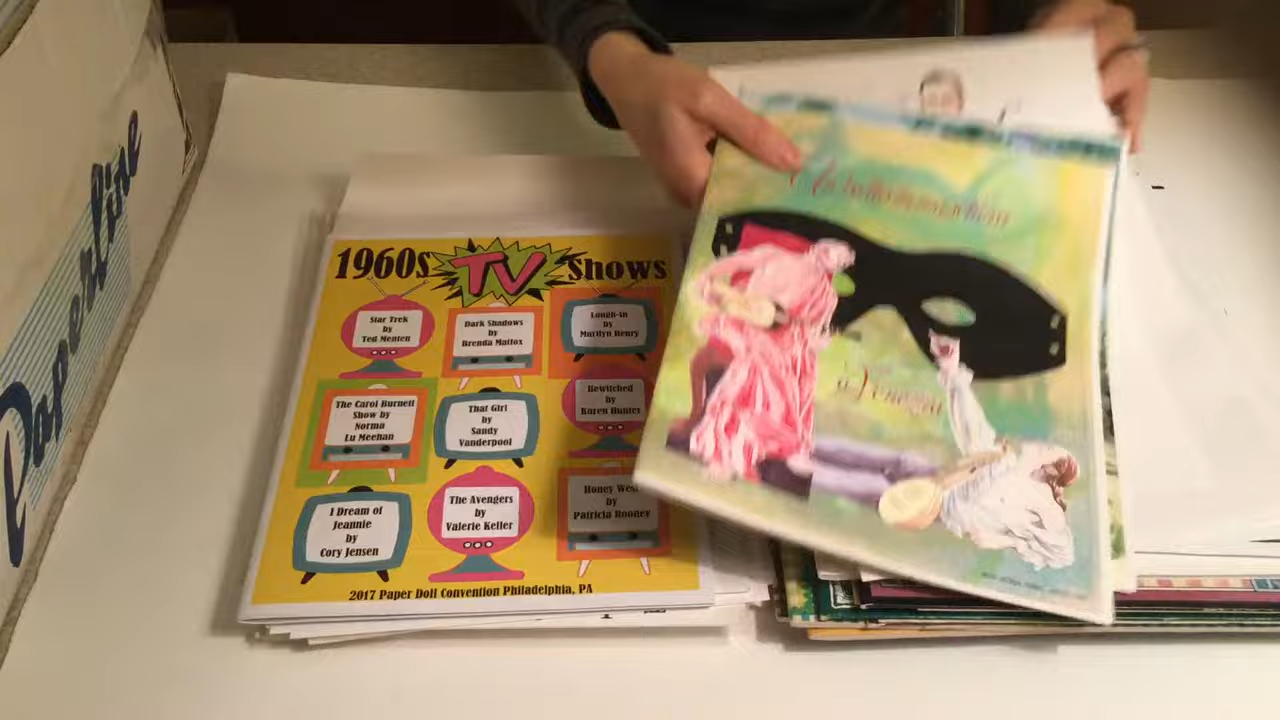 Paperline
1960s TV Shows
Star Trek
by
Ted Menten
Dark Shadows
by
Brenda Mattox
Laugh-in
by
Marilyn Henry
The Carol Burnett
Show by
Norma
Lu Meehan
That Girl
by
Sandy
Vanderpool
Bewitched
by
Karen Hunter
I Dream of
Jeannie
by
Cory Jensen
The Avengers
by
Valerie Keller
Honey West
by
Patricia Rooney
2017 Paper Doll Convention Philadelphia, PA